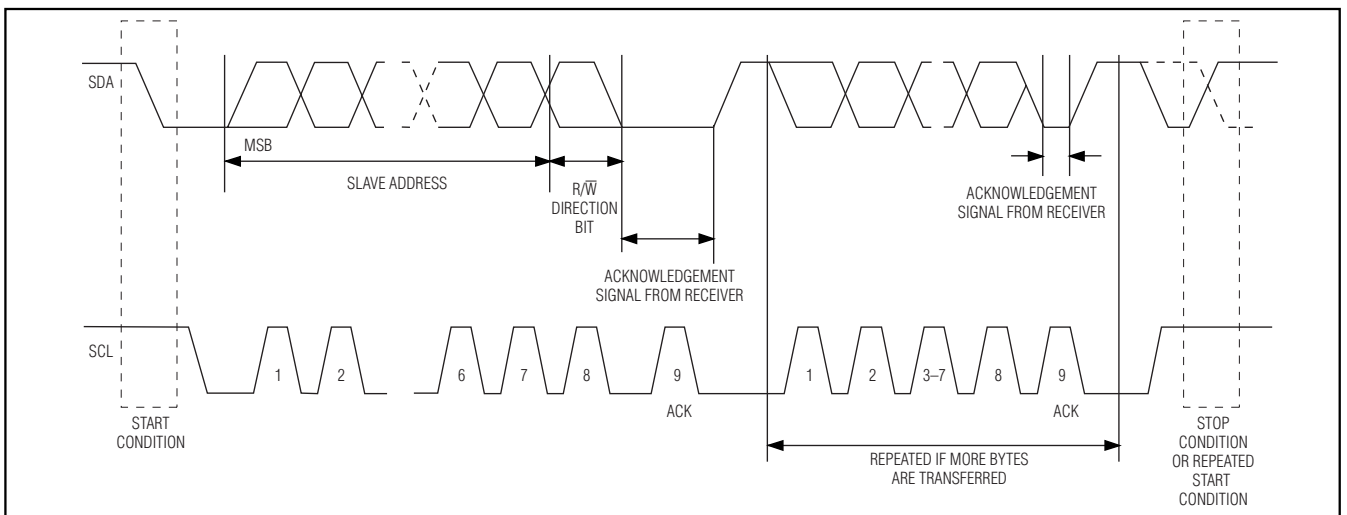 SDA
MSB
SLAVE ADDRESS
R/W̅
DIRECTION
BIT
ACKNOWLEDGEMENT
SIGNAL FROM RECEIVER
ACKNOWLEDGEMENT
SIGNAL FROM RECEIVER
SCL
1
2
6
7
8
9
ACK
1
2
3–7
8
9
ACK
START
CONDITION
REPEATED IF MORE BYTES
ARE TRANSFERRED
STOP
CONDITION
OR REPEATED
START
CONDITION